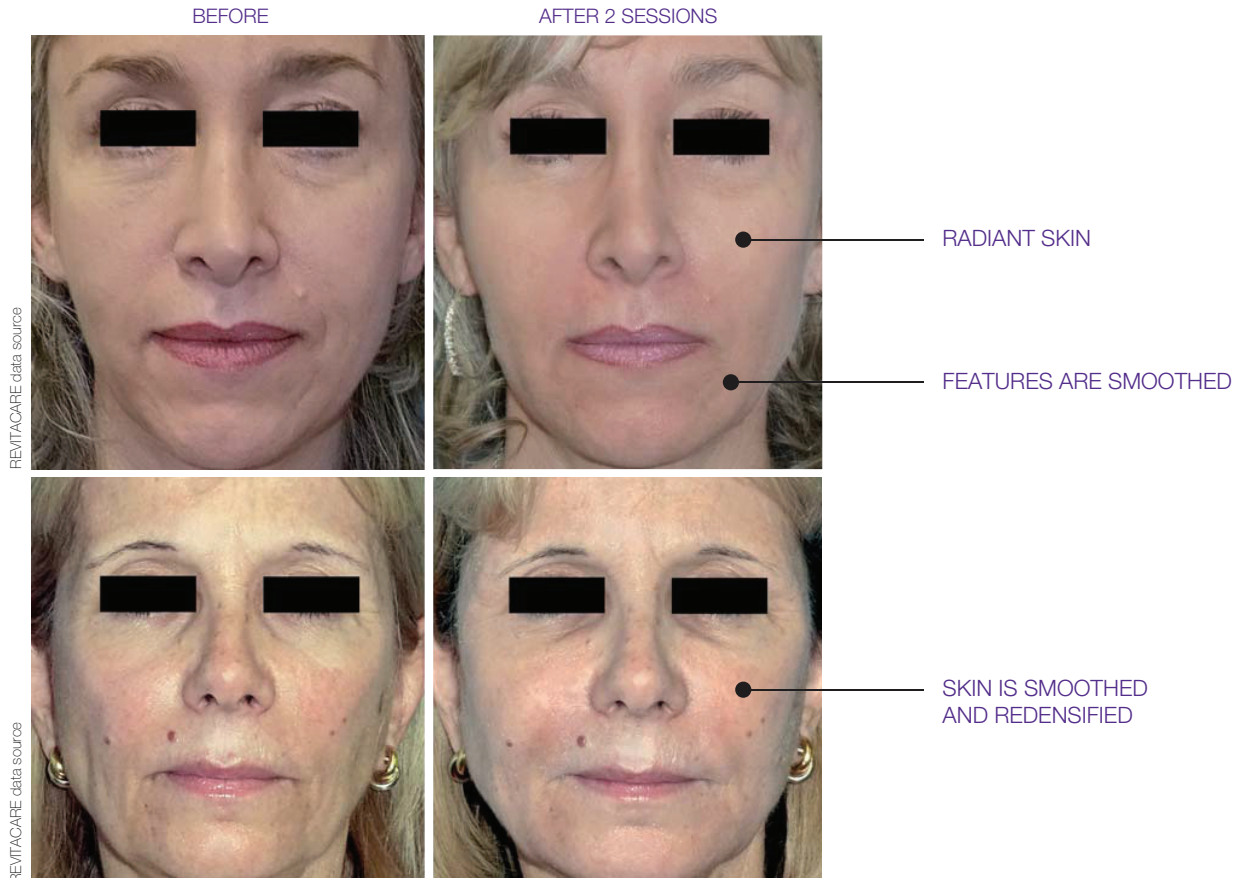 BEFORE
AFTER 2 SESSIONS
RADIANT SKIN
FEATURES ARE SMOOTHED
REVITACARE data source
SKIN IS SMOOTHED
AND REDENSIFIED
REVITACARE data source